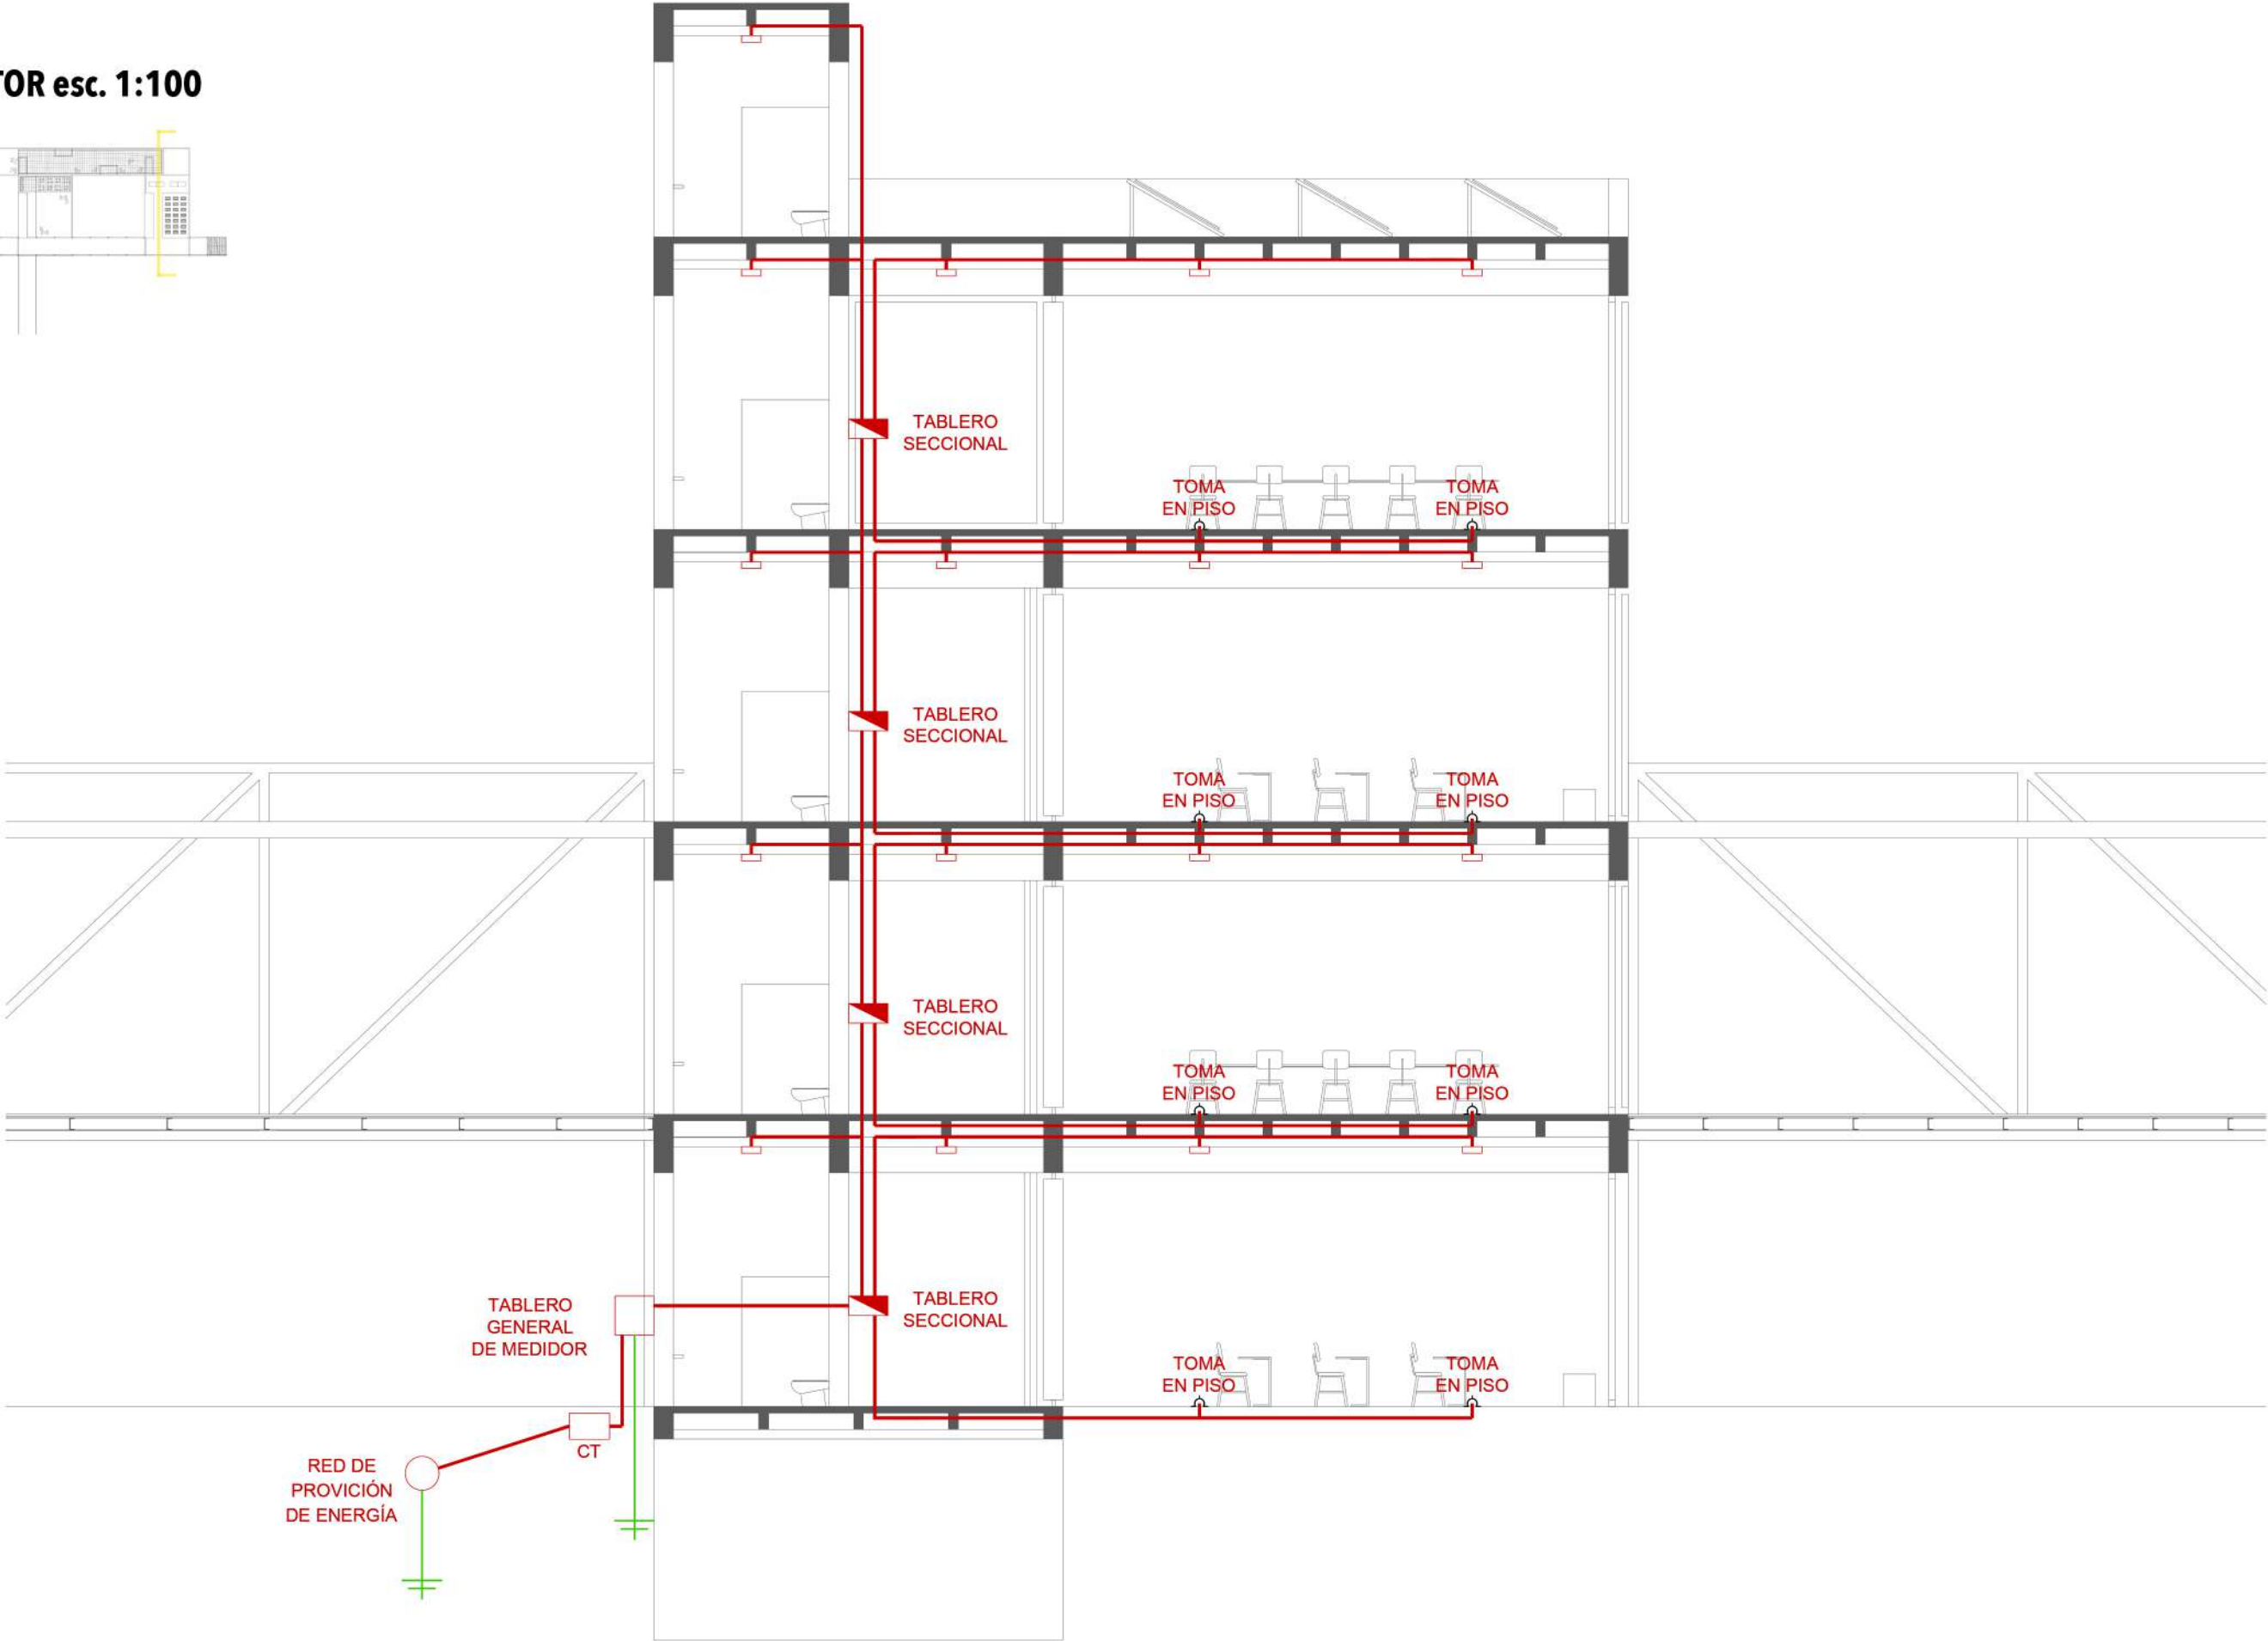 TOR esc. 1:100
TABLERO
SECCIONAL
TOMA
EN PISO
TOMA
EN PISO
TABLERO
SECCIONAL
TOMA
EN PISO
TOMA
EN PISO
TABLERO
SECCIONAL
TOMA
EN PISO
TOMA
EN PISO
TABLERO
GENERAL
DE MEDIDOR
TABLERO
SECCIONAL
TOMA
EN PISO
TOMA
EN PISO
CT
RED DE
PROVICIÓN
DE ENERGÍA